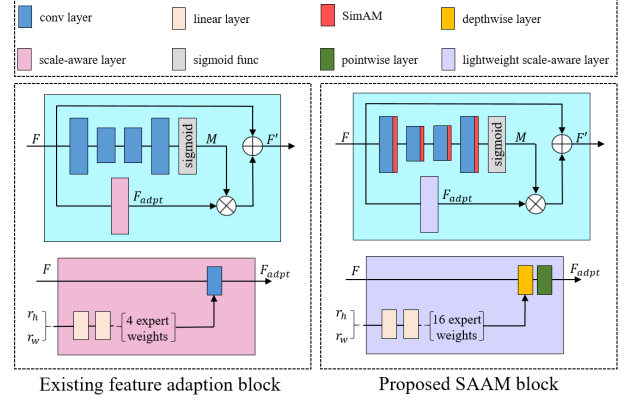 conv layer linear layer SimAM depthwise layer
scale-aware layer sigmoid func pointwise layer lightweight scale-aware layer
F sigmoid M F'
F_adpt
F F_adpt
r_h
r_w
4 expert
weights
Existing feature adaption block
F sigmoid M F'
F_adpt
F F_adpt
r_h
r_w
16 expert
weights
Proposed SAAM block